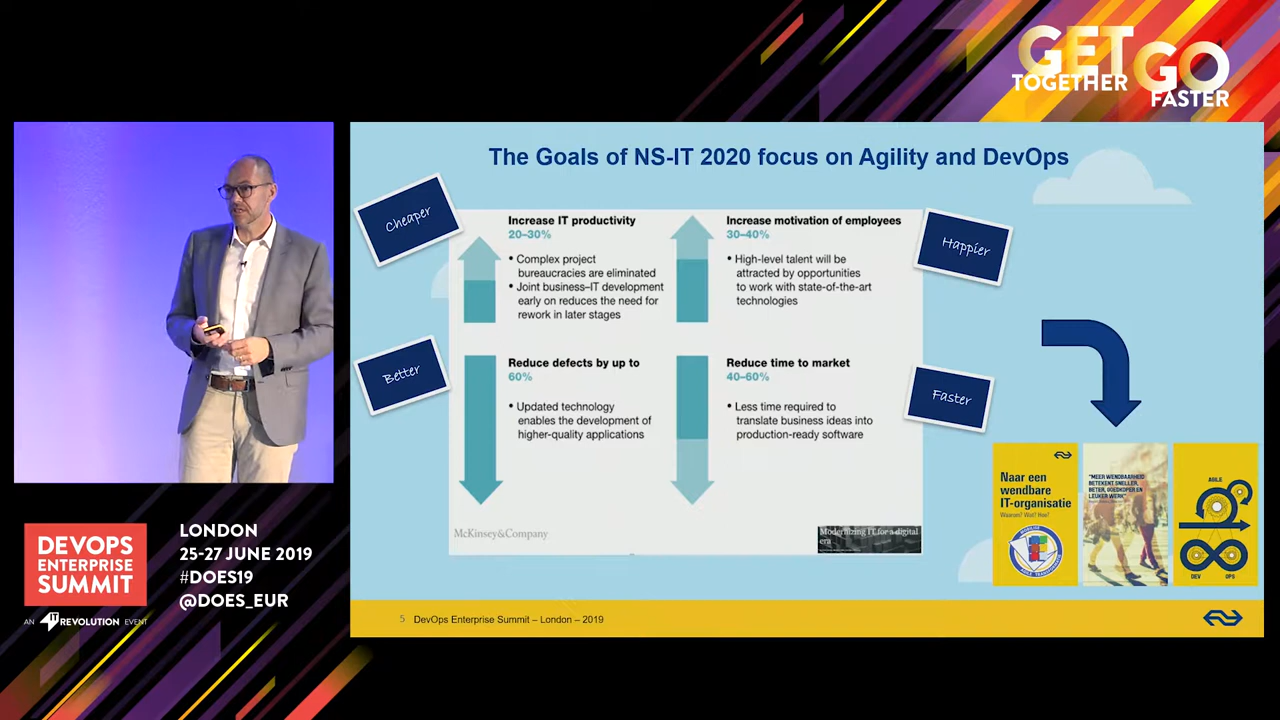 GET
TOGETHER
GO
FASTER
The Goals of NS-IT 2020 focus on Agility and DevOps
Cheaper
Increase IT productivity
20–30%
• Complex project
bureaucracies are eliminated
• Joint business–IT development
early on reduces the need for
rework in later stages
Increase motivation of employees
30–40%
• High-level talent will be
attracted by opportunities
to work with state-of-the-art
technologies
Happier
Better
Reduce defects by up to
60%
• Updated technology
enables the development of
higher-quality applications
Reduce time to market
40–60%
• Less time required to
translate business ideas into
production-ready software
Faster
McKinsey&Company
Modernizing IT for a digital
era
Naar een
wendbare
IT-organisatie
Waarom? Wat? Hoe?
"MEER WENDBAARHEID
BETEKENT SNELLER,
BETER, GOEDKOPER EN
LEUKER WERK"
AGILE
DEV OPS
5 DevOps Enterprise Summit – London – 2019
DEVOPS
ENTERPRISE
SUMMIT
AN IT REVOLUTION EVENT
LONDON
25-27 JUNE 2019
#DOES19
@DOES_EUR